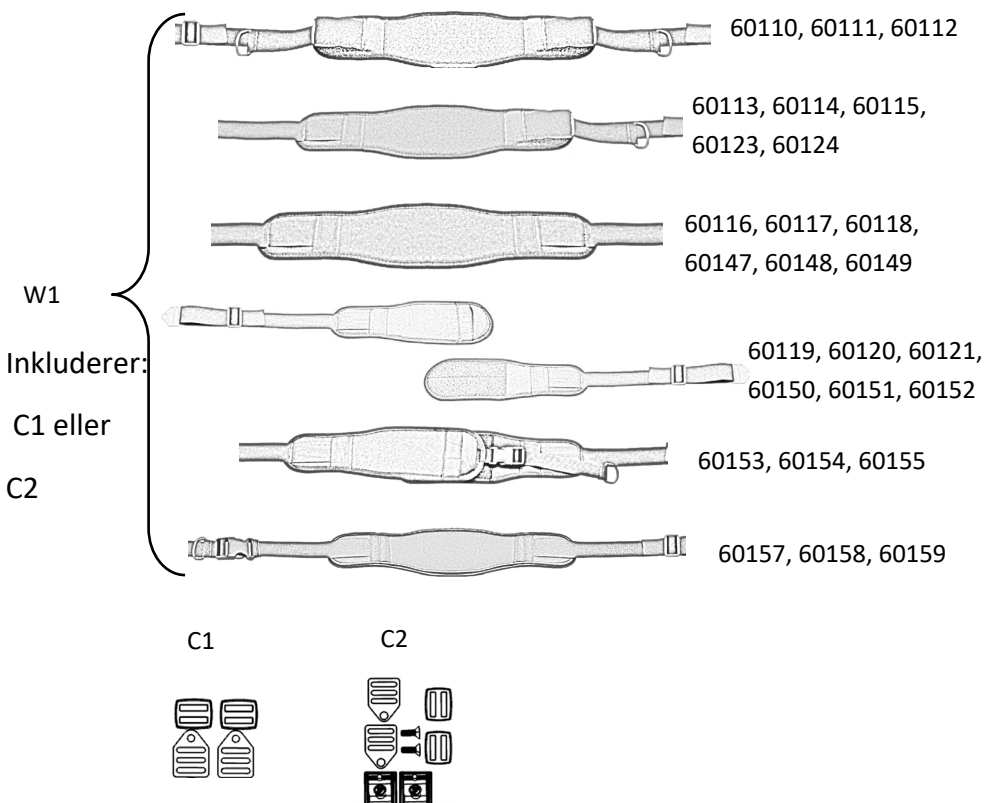 60110, 60111, 60112
60113, 60114, 60115,
60123, 60124
60116, 60117, 60118,
60147, 60148, 60149
W1
Inkluderer:
C1 eller
C2
60119, 60120, 60121,
60150, 60151, 60152
60153, 60154, 60155
60157, 60158, 60159
C1
C2